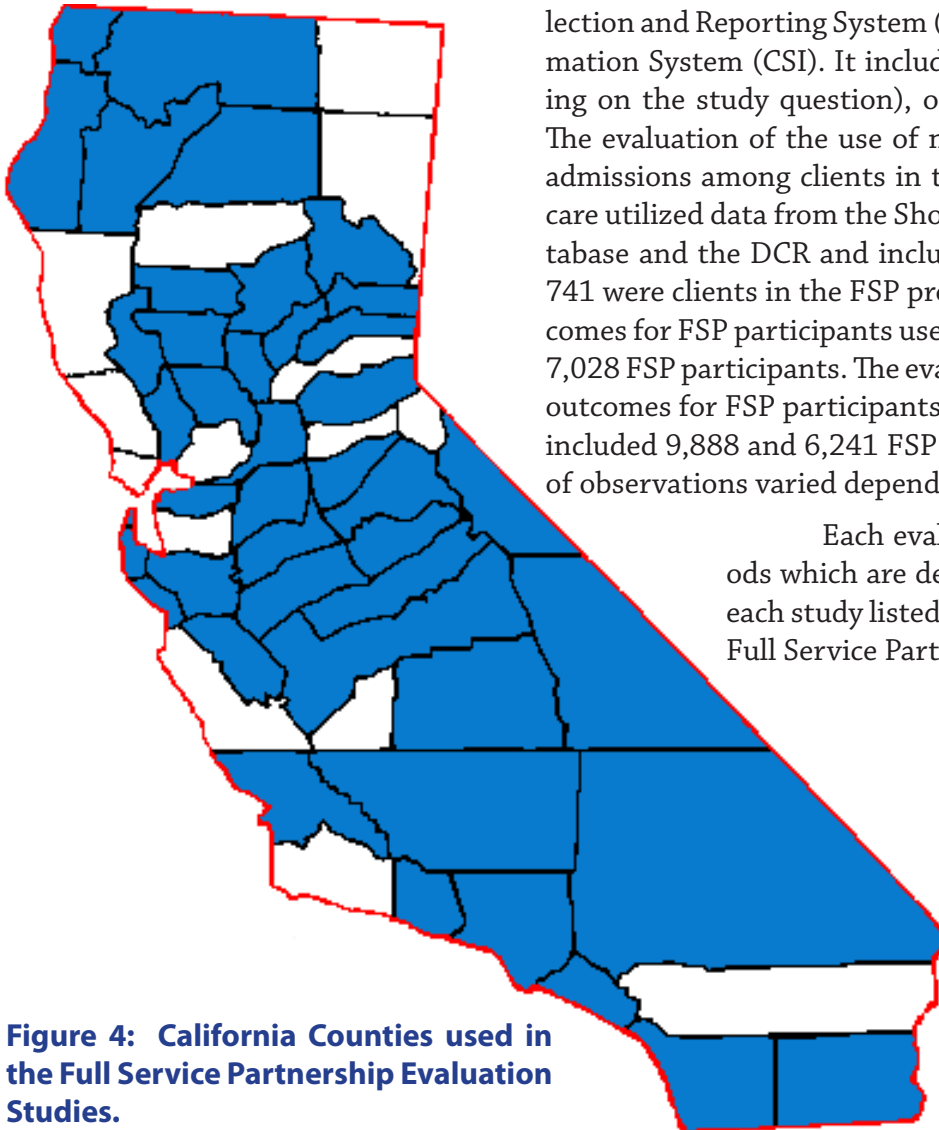 lection and Reporting System (
mation System (CSI). It includ
ing on the study question), o
The evaluation of the use of
admissions among clients in t
care utilized data from the Sho
tabase and the DCR and inclu
741 were clients in the FSP pr
comes for FSP participants use
7,028 FSP participants. The eva
outcomes for FSP participants
included 9,888 and 6,241 FSP
of observations varied depend
Each eval
ods which are de
each study listed
Full Service Part
Figure 4: California Counties used in
the Full Service Partnership Evaluation
Studies.